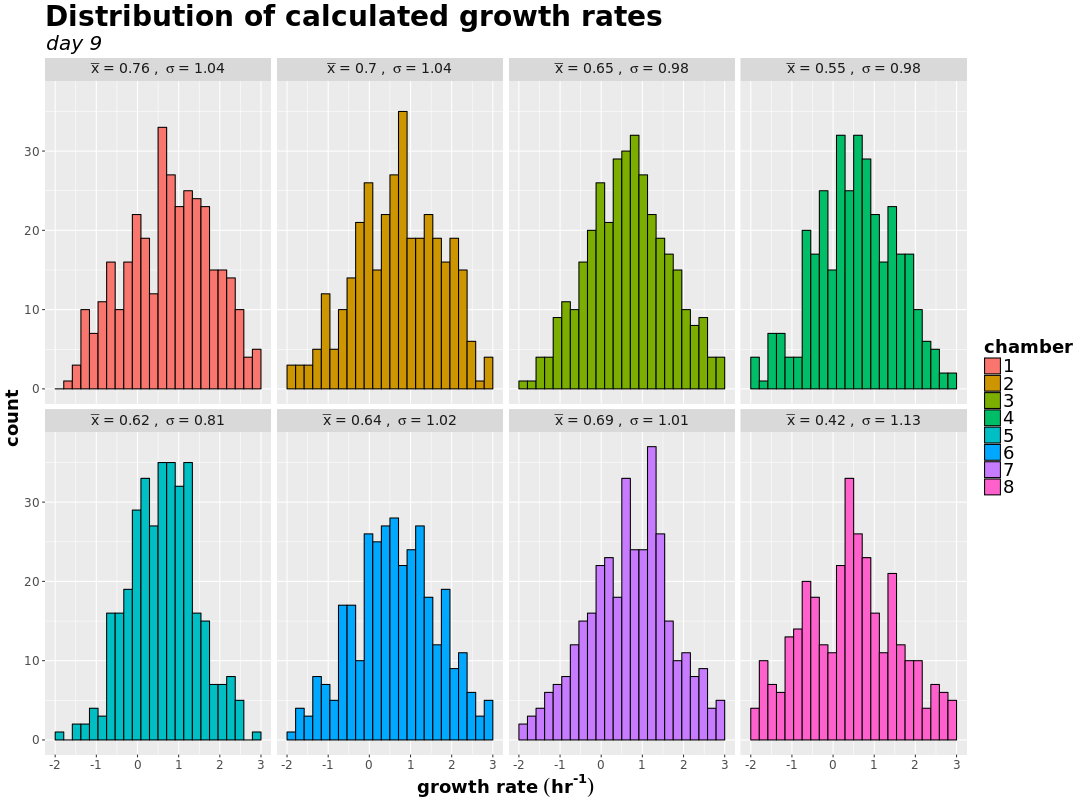 Distribution of calculated growth rates
day 9
x̅ = 0.76 , σ = 1.04
x̅ = 0.7 , σ = 1.04
x̅ = 0.65 , σ = 0.98
x̅ = 0.55 , σ = 0.98
30
20
10
0
x̅ = 0.62 , σ = 0.81
x̅ = 0.64 , σ = 1.02
x̅ = 0.69 , σ = 1.01
x̅ = 0.42 , σ = 1.13
30
20
10
0
-2 -1 0 1 2 3
-2 -1 0 1 2 3
-2 -1 0 1 2 3
-2 -1 0 1 2 3
count
growth rate (hr⁻¹)
chamber
1
2
3
4
5
6
7
8